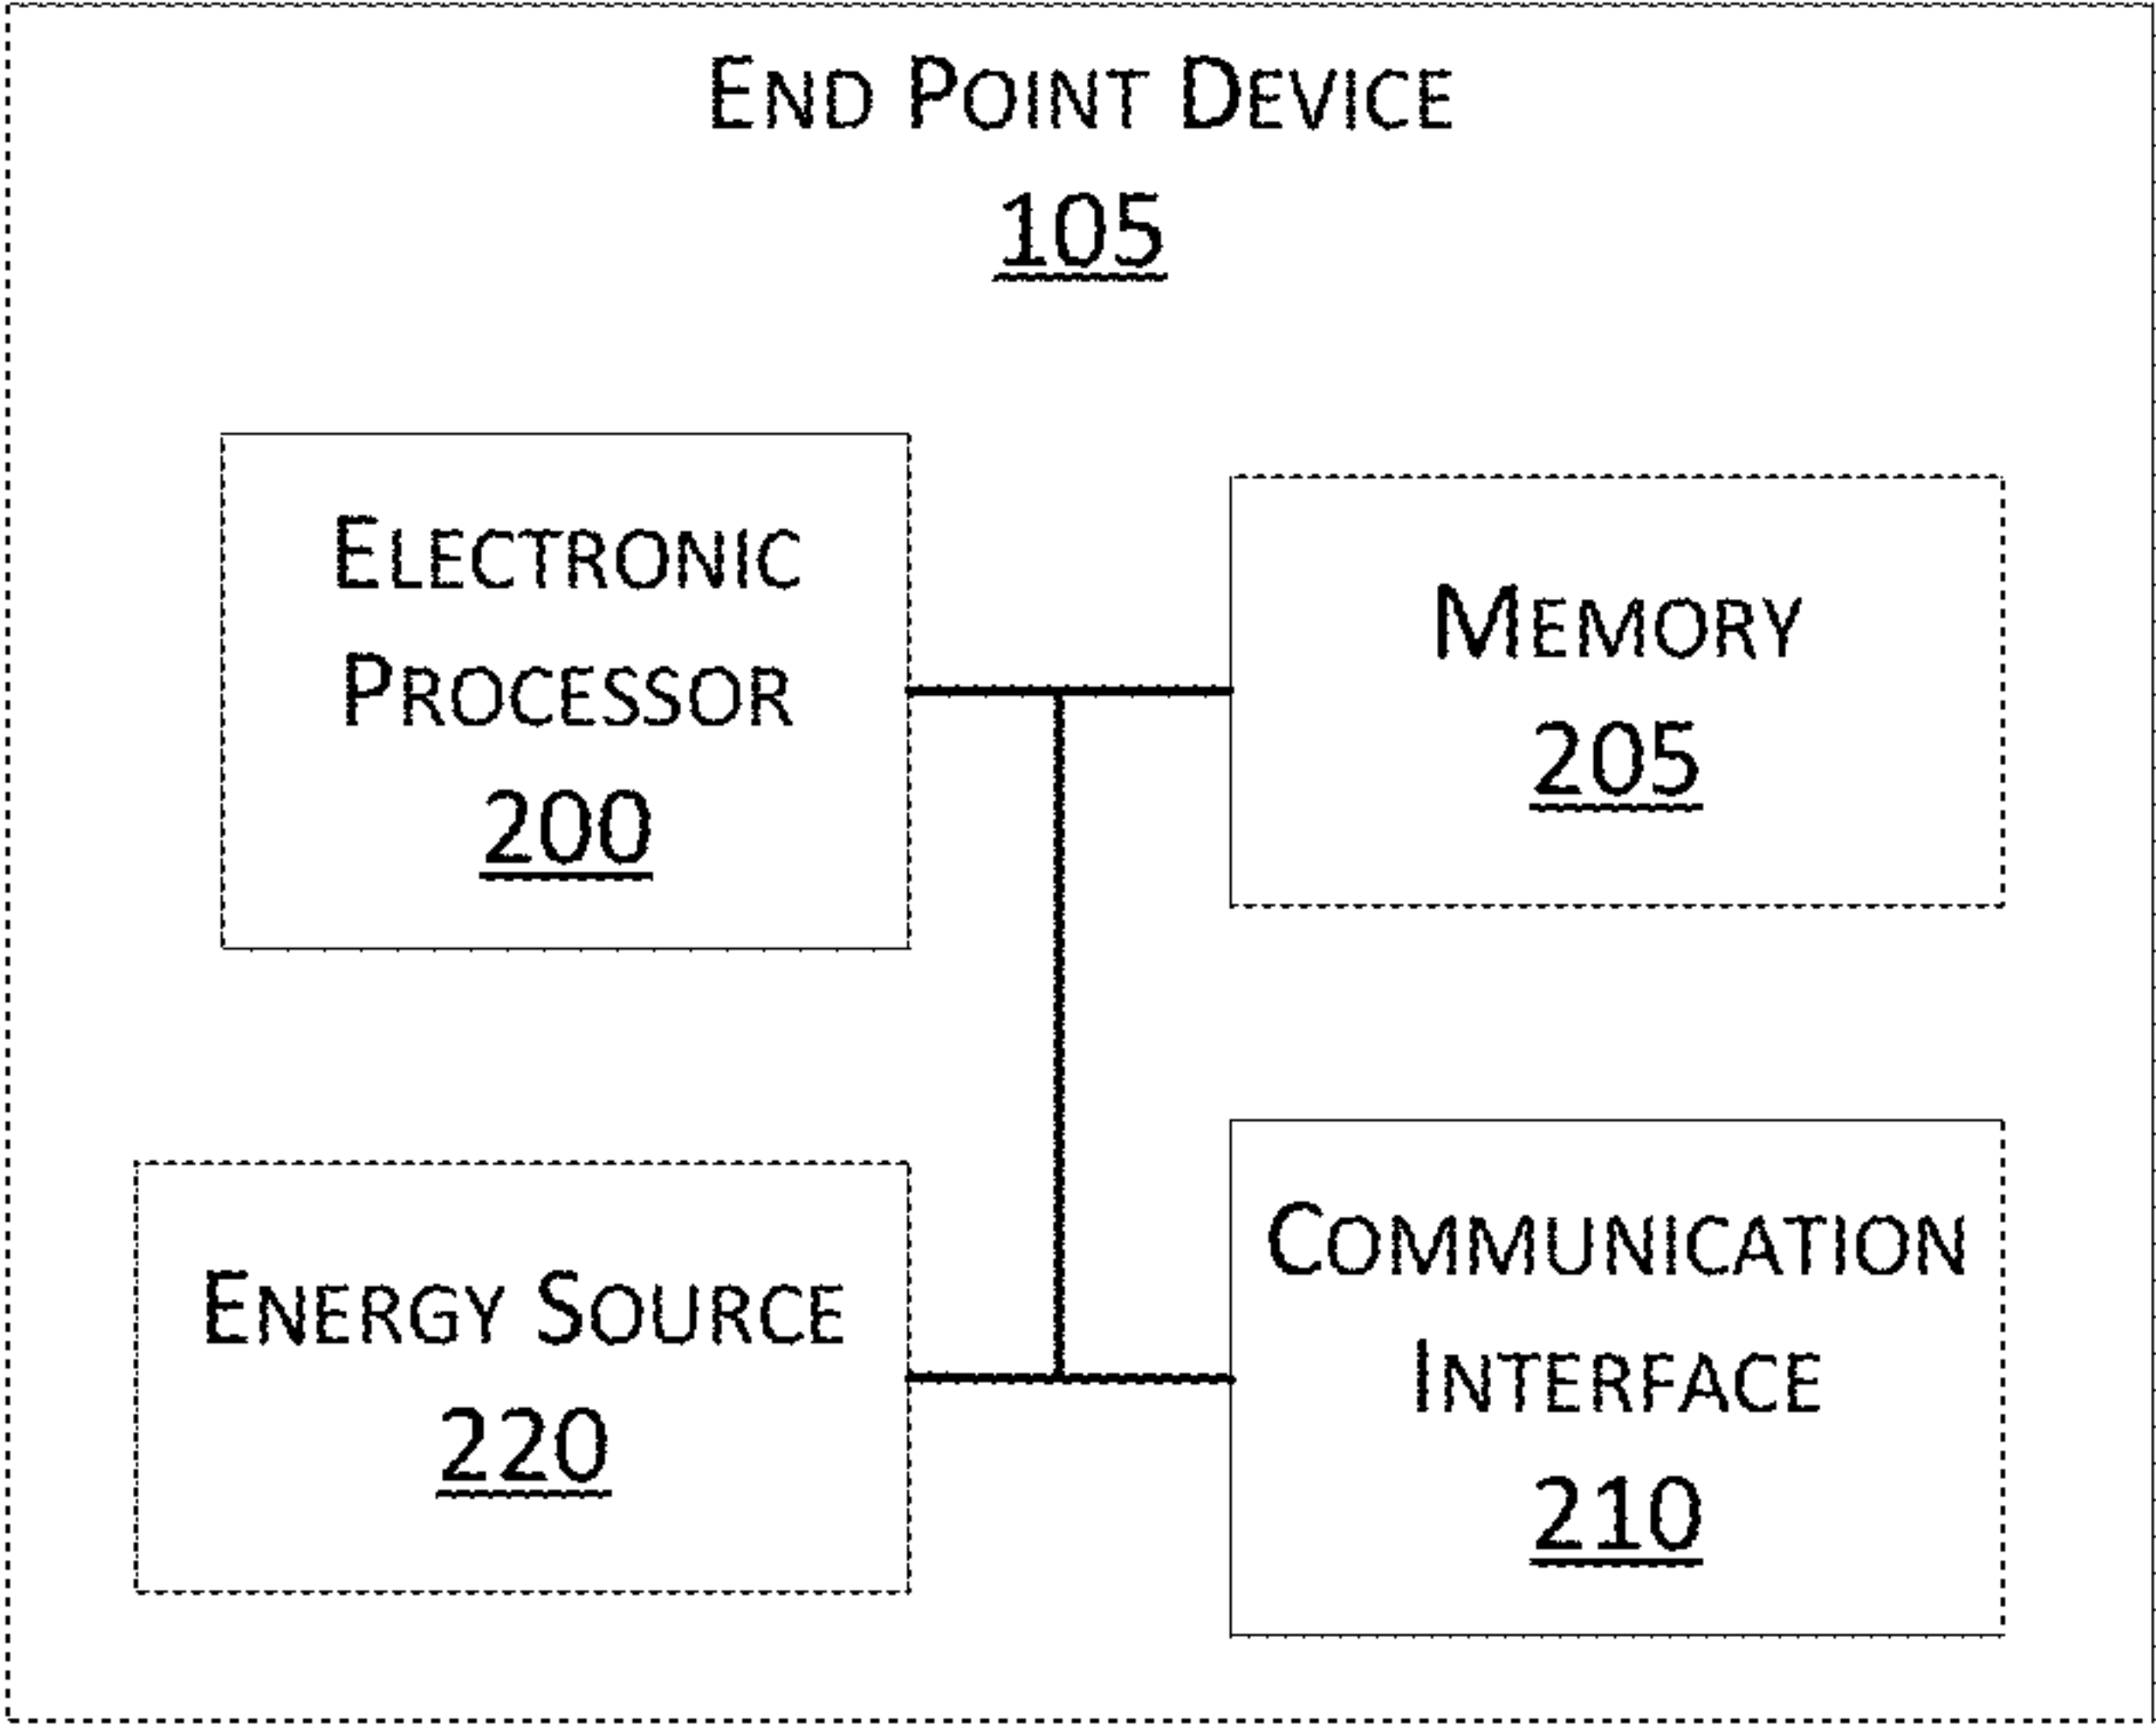 END POINT DEVICE
105
ELECTRONIC
PROCESSOR
200
MEMORY
205
ENERGY SOURCE
220
COMMUNICATION
INTERFACE
210